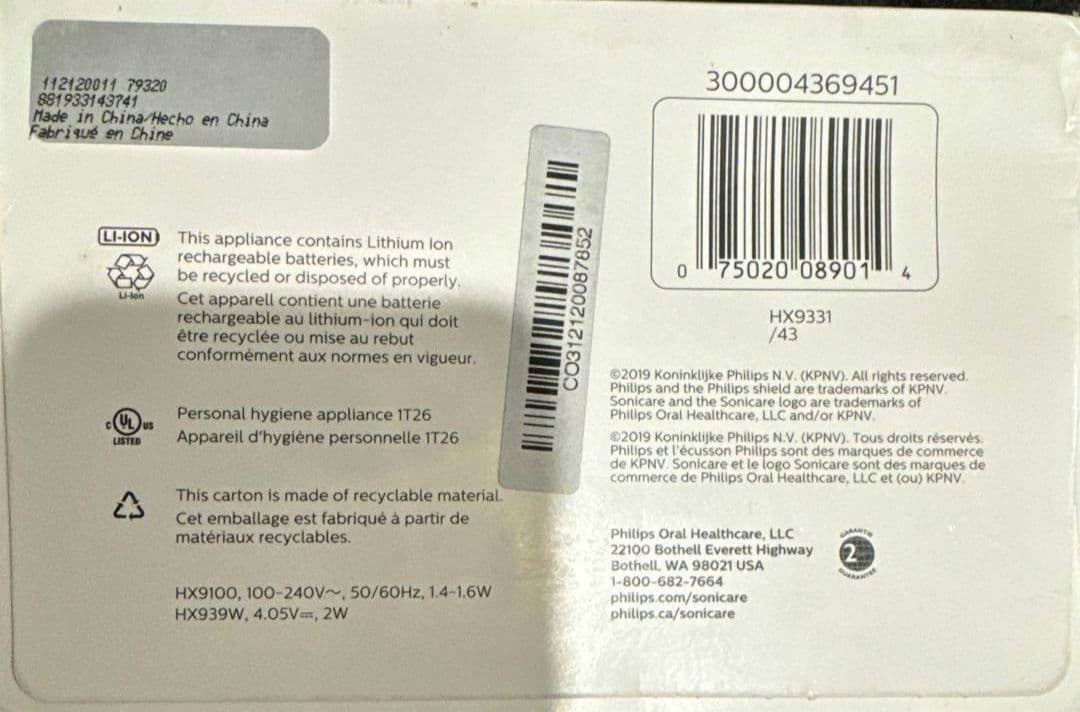 112120011 79320
881933143741
Made in China/Hecho en China
Fabriqué en Chine
300004369451
0 75020 08901 4
HX9331
/43
CO31212120087852
LI-ION
Li-Ion
This appliance contains Lithium Ion
rechargeable batteries, which must
be recycled or disposed of properly.
Cet apparell contient une batterie
rechargeable au lithium-ion qui doit
être recyclée ou mise au rebut
conformément aux normes en vigueur.
C UL US
LISTED
Personal hygiene appliance 1T26
Appareil d'hygiène personnelle 1T26
This carton is made of recyclable material.
Cet emballage est fabriqué à partir de
matériaux recyclables.
HX9100, 100-240V~, 50/60Hz, 1.4-1.6W
HX939W, 4.05V⎓, 2W
©2019 Koninklijke Philips N.V. (KPNV). All rights reserved.
Philips and the Philips shield are trademarks of KPNV.
Sonicare and the Sonicare logo are trademarks of
Philips Oral Healthcare, LLC and/or KPNV.
©2019 Koninklijke Philips N.V. (KPNV). Tous droits réservés.
Philips et l'écusson Philips sont des marques de commerce
de KPNV. Sonicare et le logo Sonicare sont des marques de
commerce de Philips Oral Healthcare, LLC et (ou) KPNV.
Philips Oral Healthcare, LLC
22100 Bothell Everett Highway
Bothell, WA 98021 USA
1-800-682-7664
philips.com/sonicare
philips.ca/sonicare
2
GUARANTEE